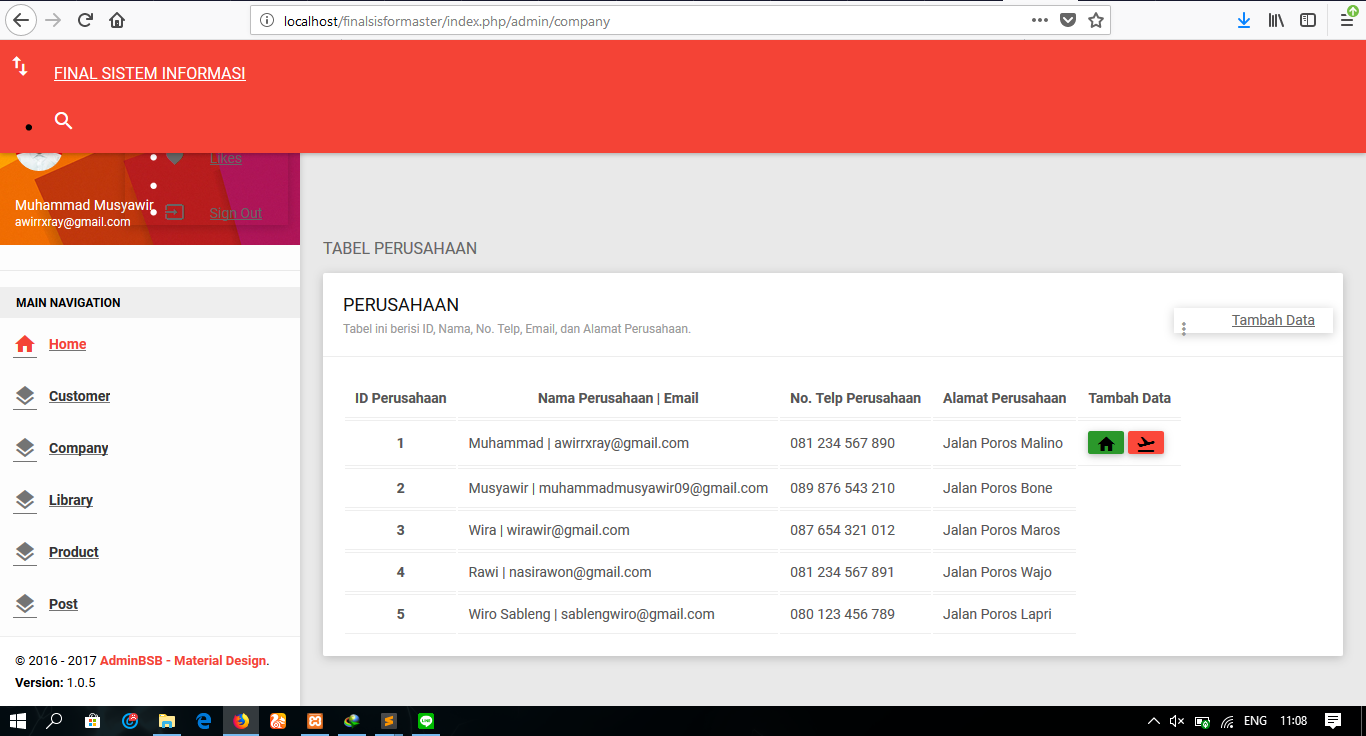 localhost/finalsisformaster/index.php/admin/company
FINAL SISTEM INFORMASI
Likes
Muhammad Musyawir
awirrxray@gmail.com
Sign Out
MAIN NAVIGATION
Home
Customer
Company
Library
Product
Post
© 2016 - 2017 AdminBSB - Material Design.
Version: 1.0.5
TABEL PERUSAHAAN
PERUSAHAAN
Tabel ini berisi ID, Nama, No. Telp, Email, dan Alamat Perusahaan.
Tambah Data
ID Perusahaan Nama Perusahaan | Email No. Telp Perusahaan Alamat Perusahaan Tambah Data
1 Muhammad | awirrxray@gmail.com 081 234 567 890 Jalan Poros Malino
2 Musyawir | muhammadmusyawir09@gmail.com 089 876 543 210 Jalan Poros Bone
3 Wira | wirawir@gmail.com 087 654 321 012 Jalan Poros Maros
4 Rawi | nasirawon@gmail.com 081 234 567 891 Jalan Poros Wajo
5 Wiro Sableng | sablengwiro@gmail.com 080 123 456 789 Jalan Poros Lapri
ENG 11:08